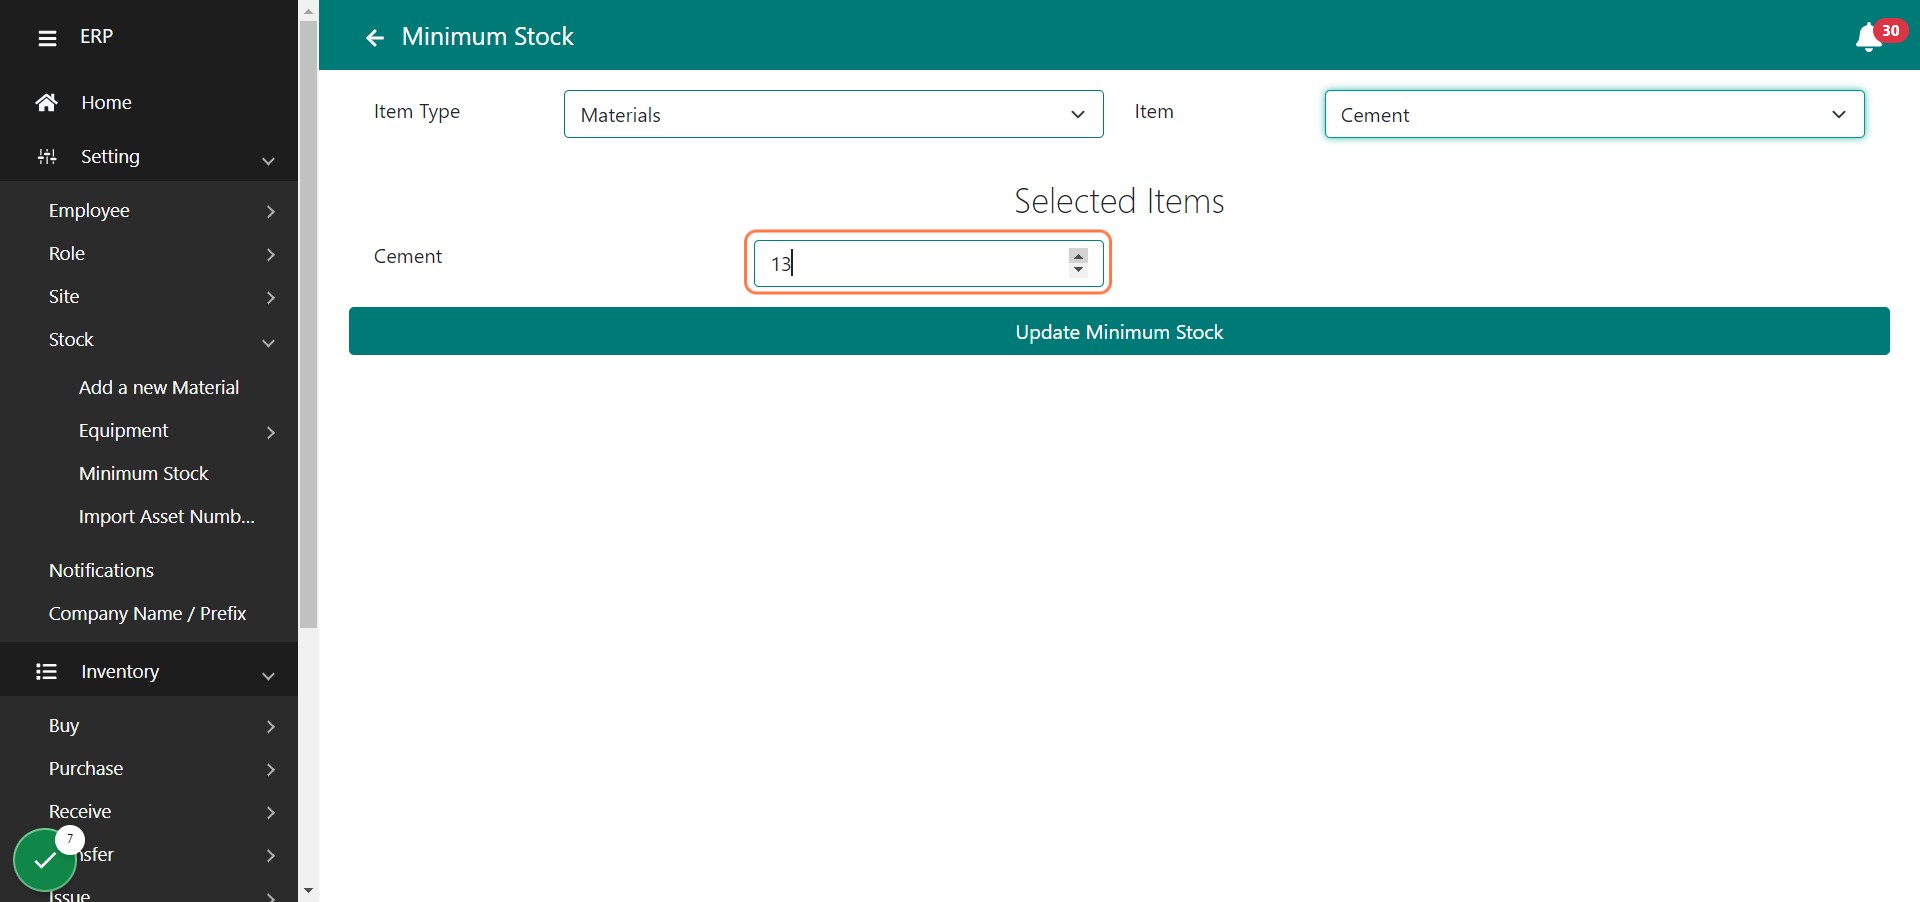 ERP
Home
Setting
Employee
Role
Site
Stock
Add a new Material
Equipment
Minimum Stock
Import Asset Numb...
Notifications
Company Name / Prefix
Inventory
Buy
Purchase
Receive
7
nsfer
Issue
Minimum Stock
30
Item Type
Materials
Item
Cement
Selected Items
Cement
13
Update Minimum Stock